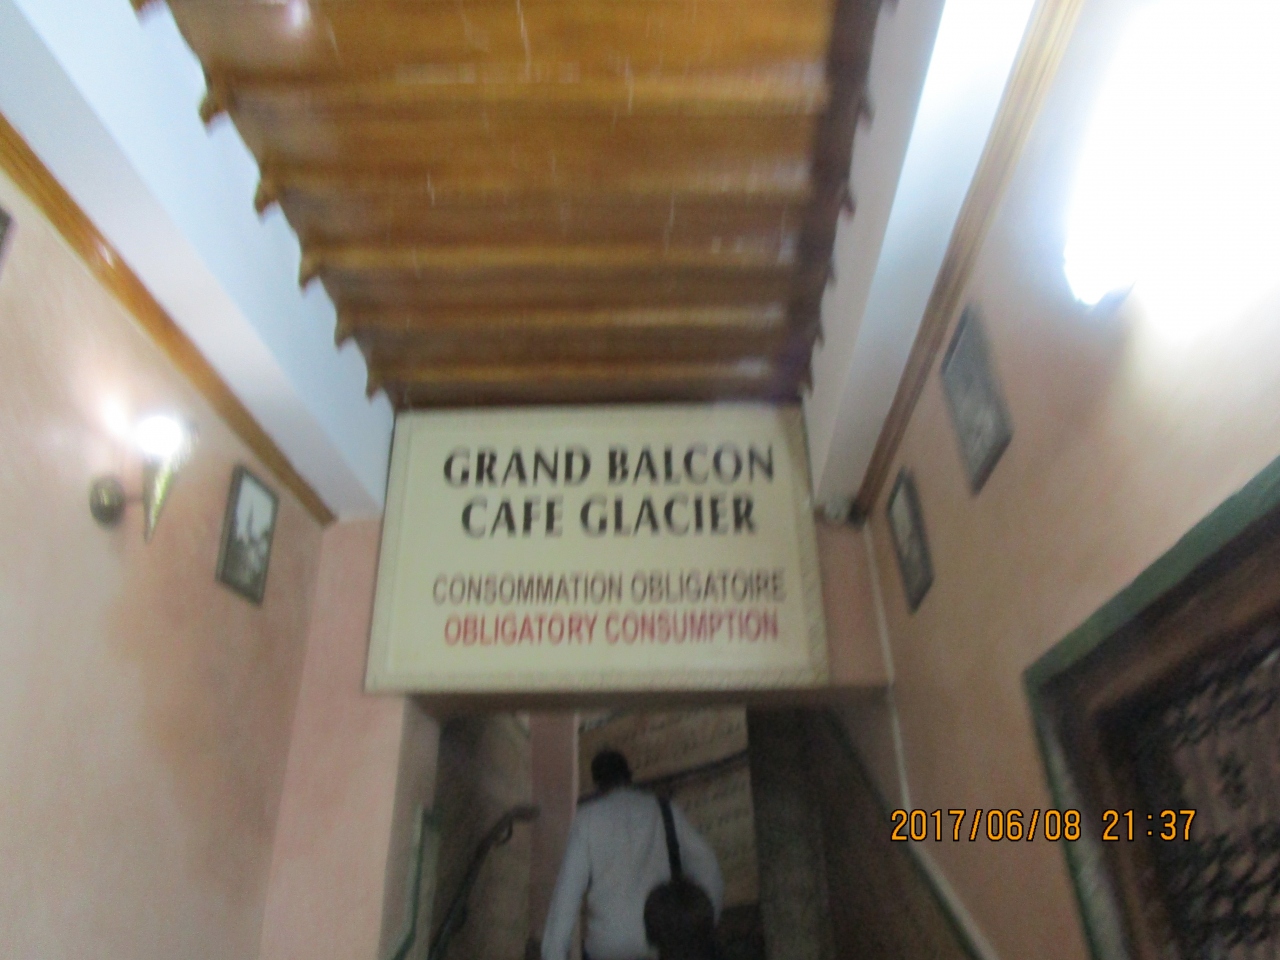 GRAND BALCON
CAFE GLACIER
CONSOMMATION OBLIGATOIRE
OBLIGATORY CONSUMPTION
2017/06/08 21:37